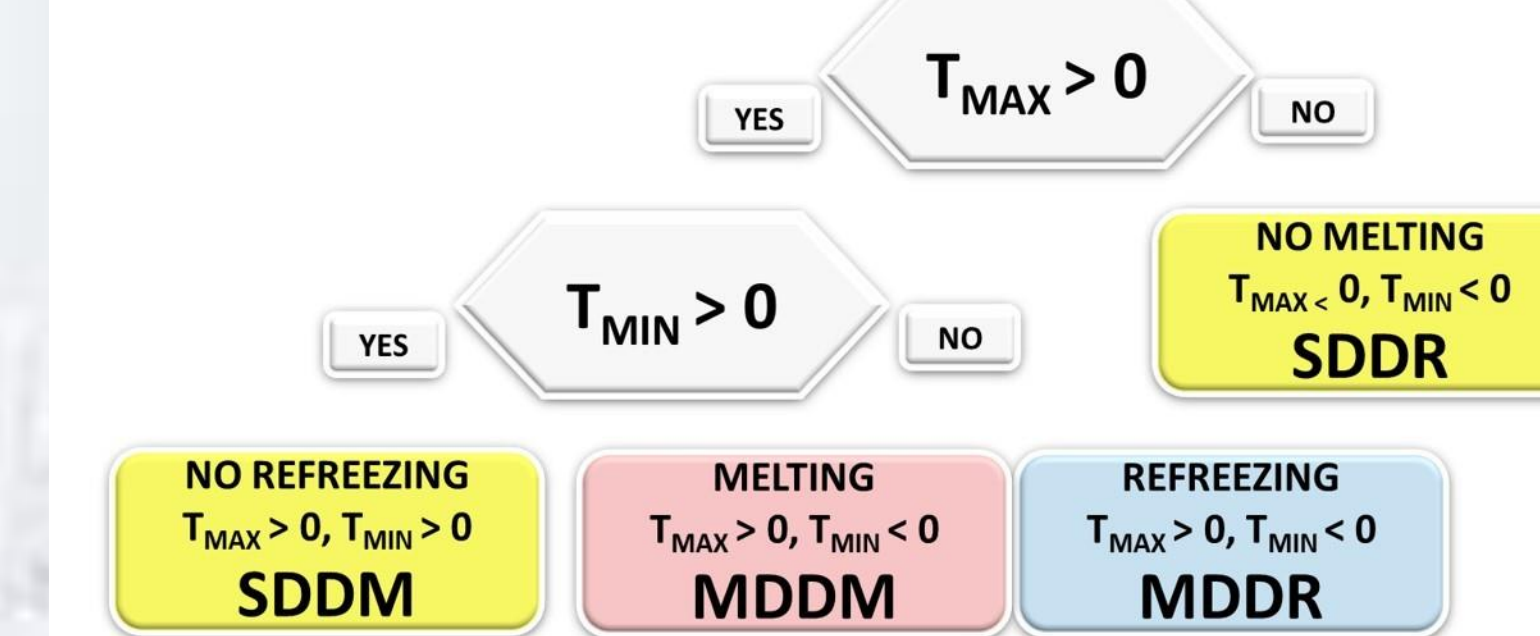 T_MAX > 0
YES
NO
NO MELTING
T_MAX < 0, T_MIN < 0
SDDR
T_MIN > 0
YES
NO
NO REFREEZING
T_MAX > 0, T_MIN > 0
SDDM
MELTING
T_MAX > 0, T_MIN < 0
MDDM
REFREEZING
T_MAX > 0, T_MIN < 0
MDDR